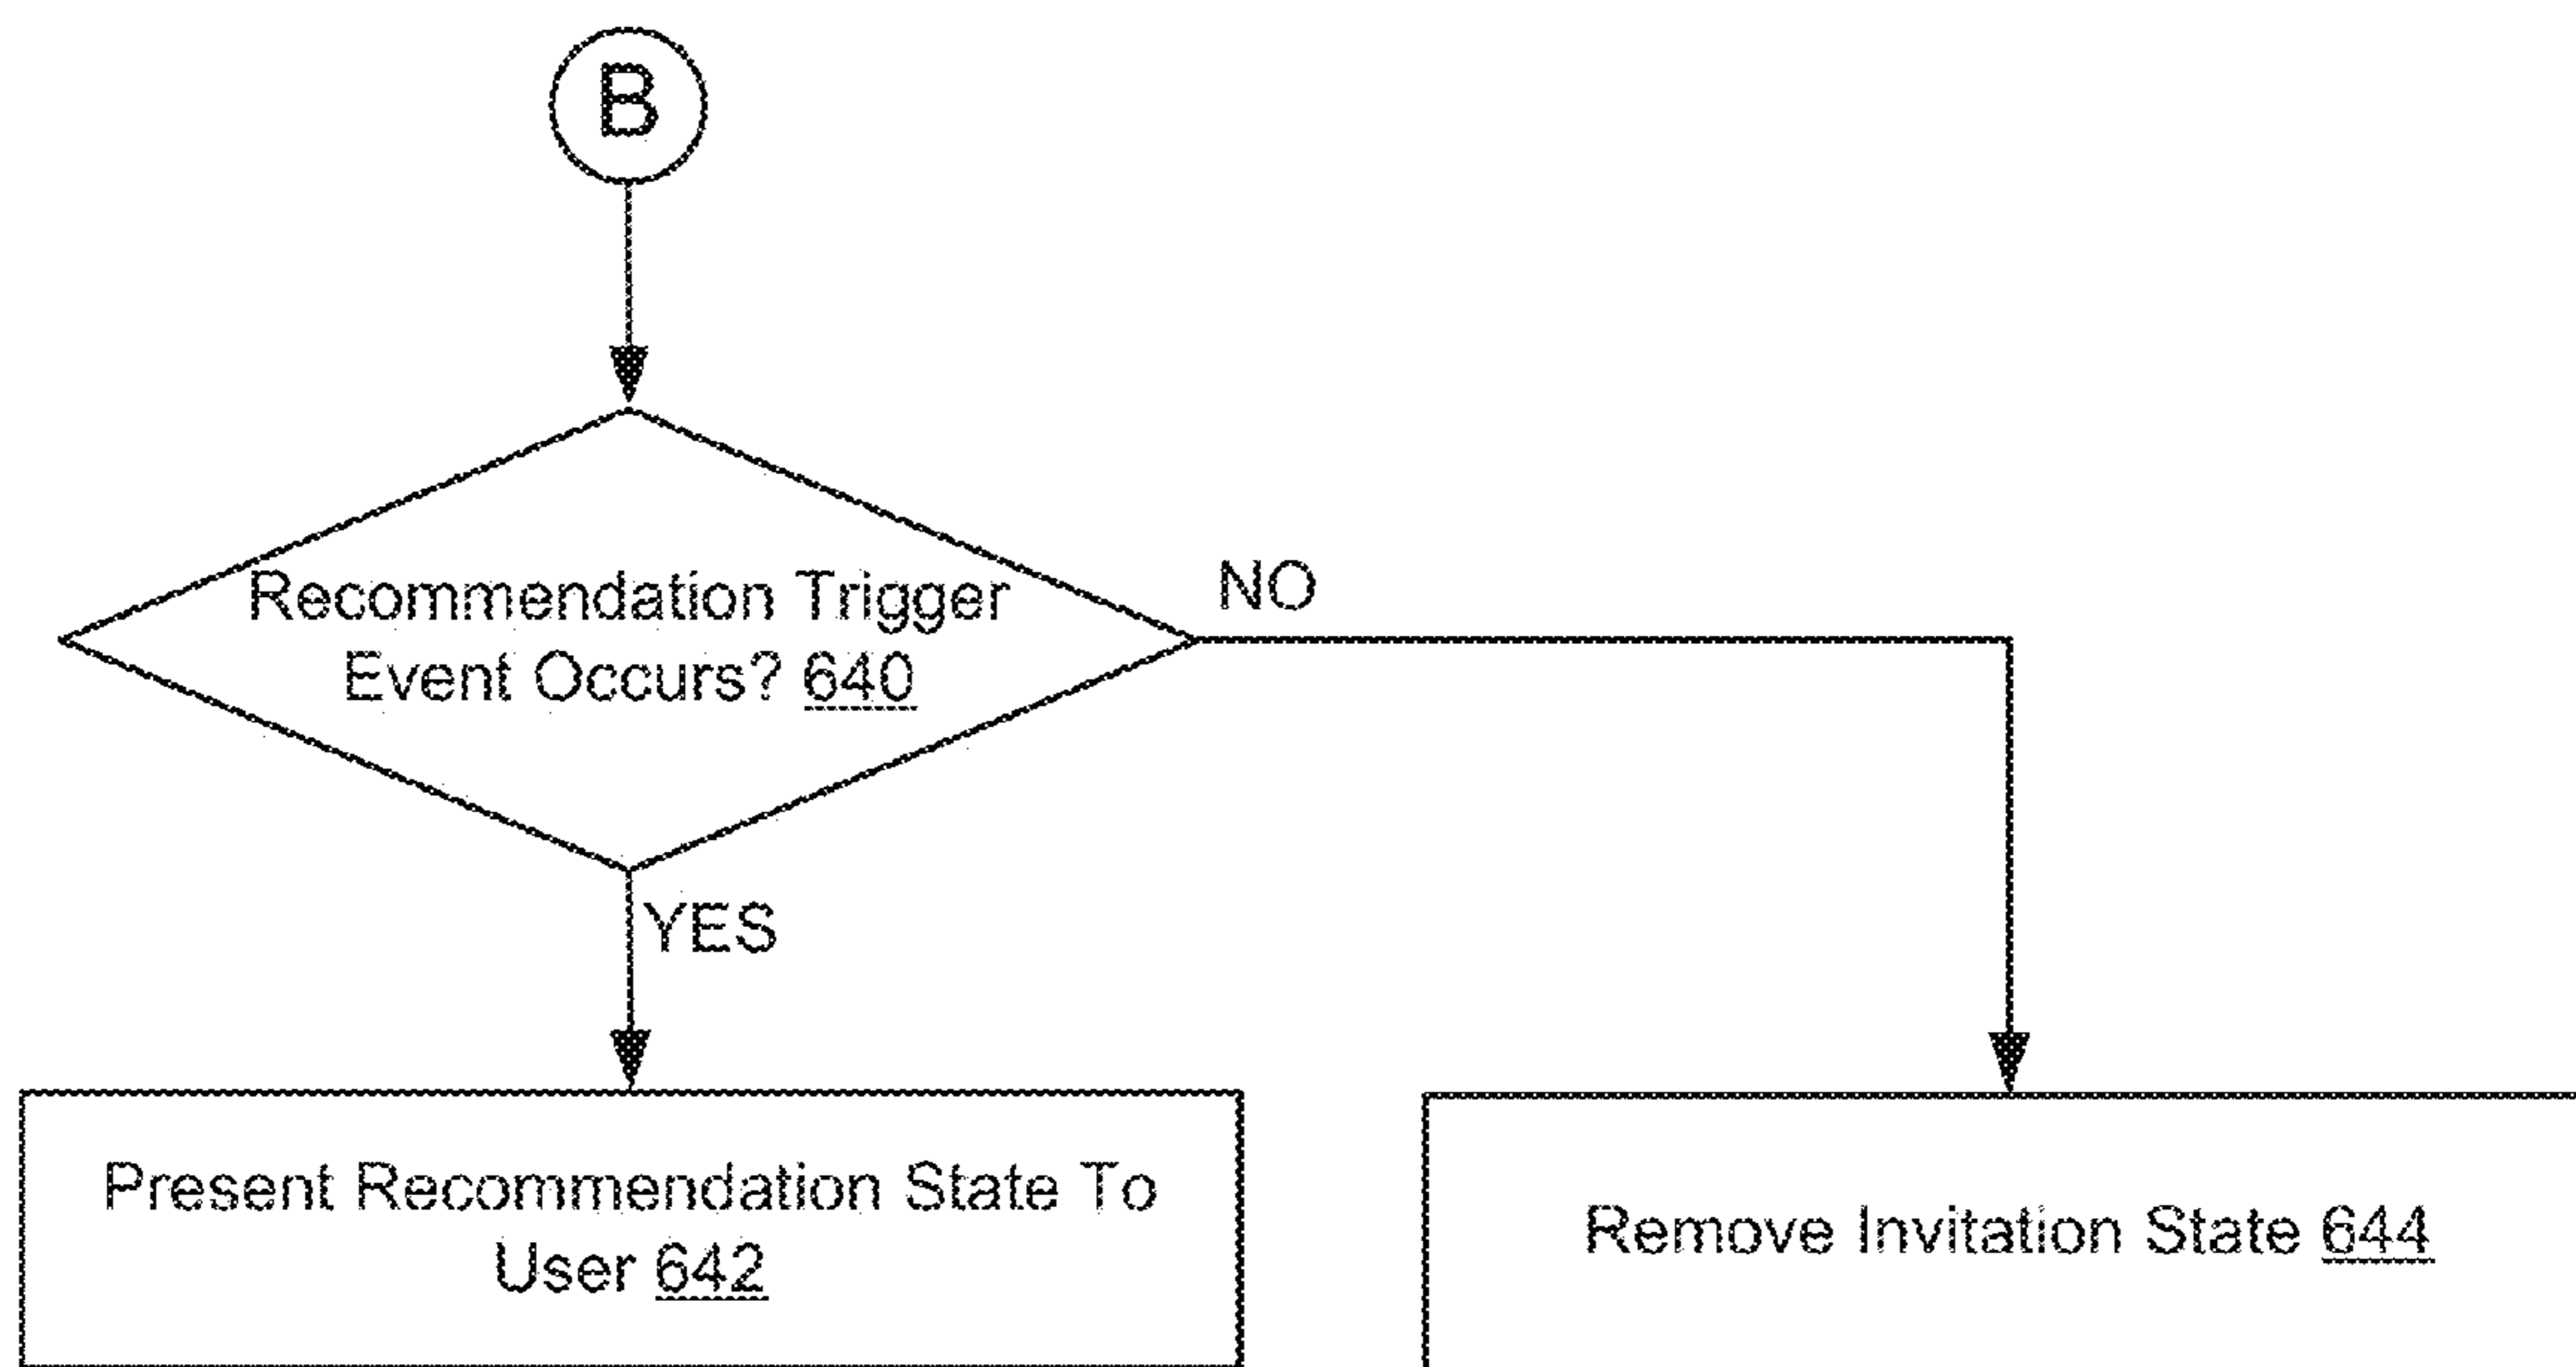 B
Recommendation Trigger
Event Occurs? 640
NO
YES
Present Recommendation State To
User 642
Remove Invitation State 644